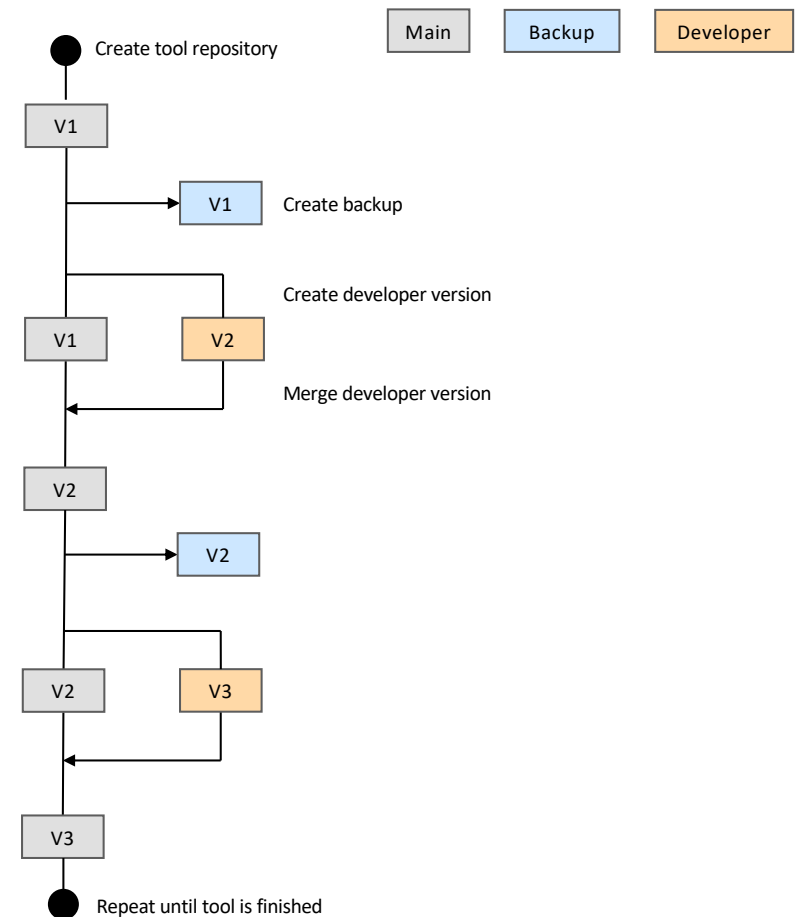 Main
Backup
Developer
Create tool repository
V1
V1
Create backup
Create developer version
V1
V2
Merge developer version
V2
V2
V2
V3
V3
Repeat until tool is finished